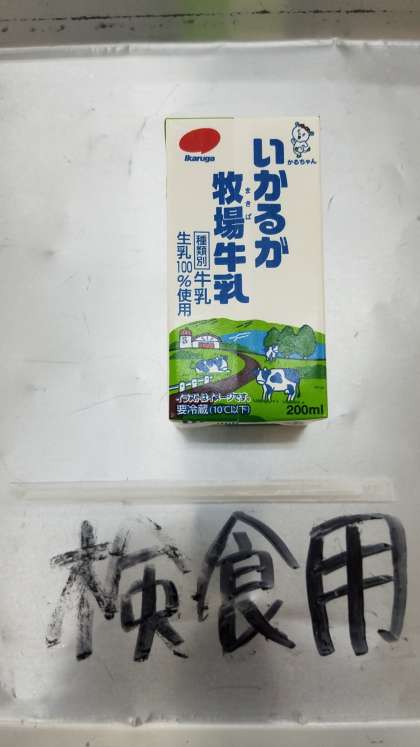 Ikaruga
かるちゃん
いかるが
まきば
牧場牛乳
種類別 牛乳
生乳100%使用
イラストはイメージです。
要冷蔵(10℃以下)
200ml
検食用